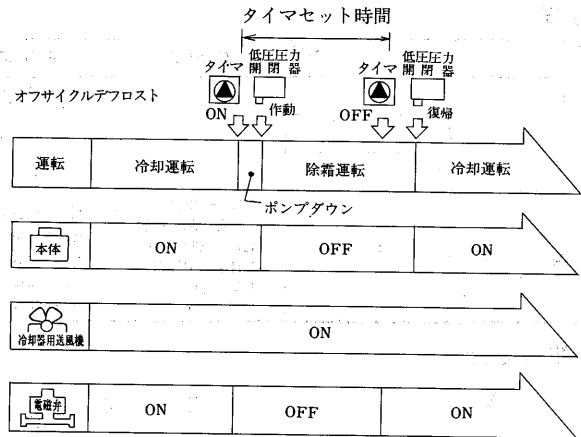 タイマセット時間
低圧圧力
開閉器
タイマ
ON
作動
低圧圧力
開閉器
タイマ
OFF
復帰
オフサイクルデフロスト
運転
冷却運転
除霜運転
冷却運転
ポンプダウン
本体
ON
OFF
ON
冷却器用送風機
ON
電磁弁
ON
OFF
ON